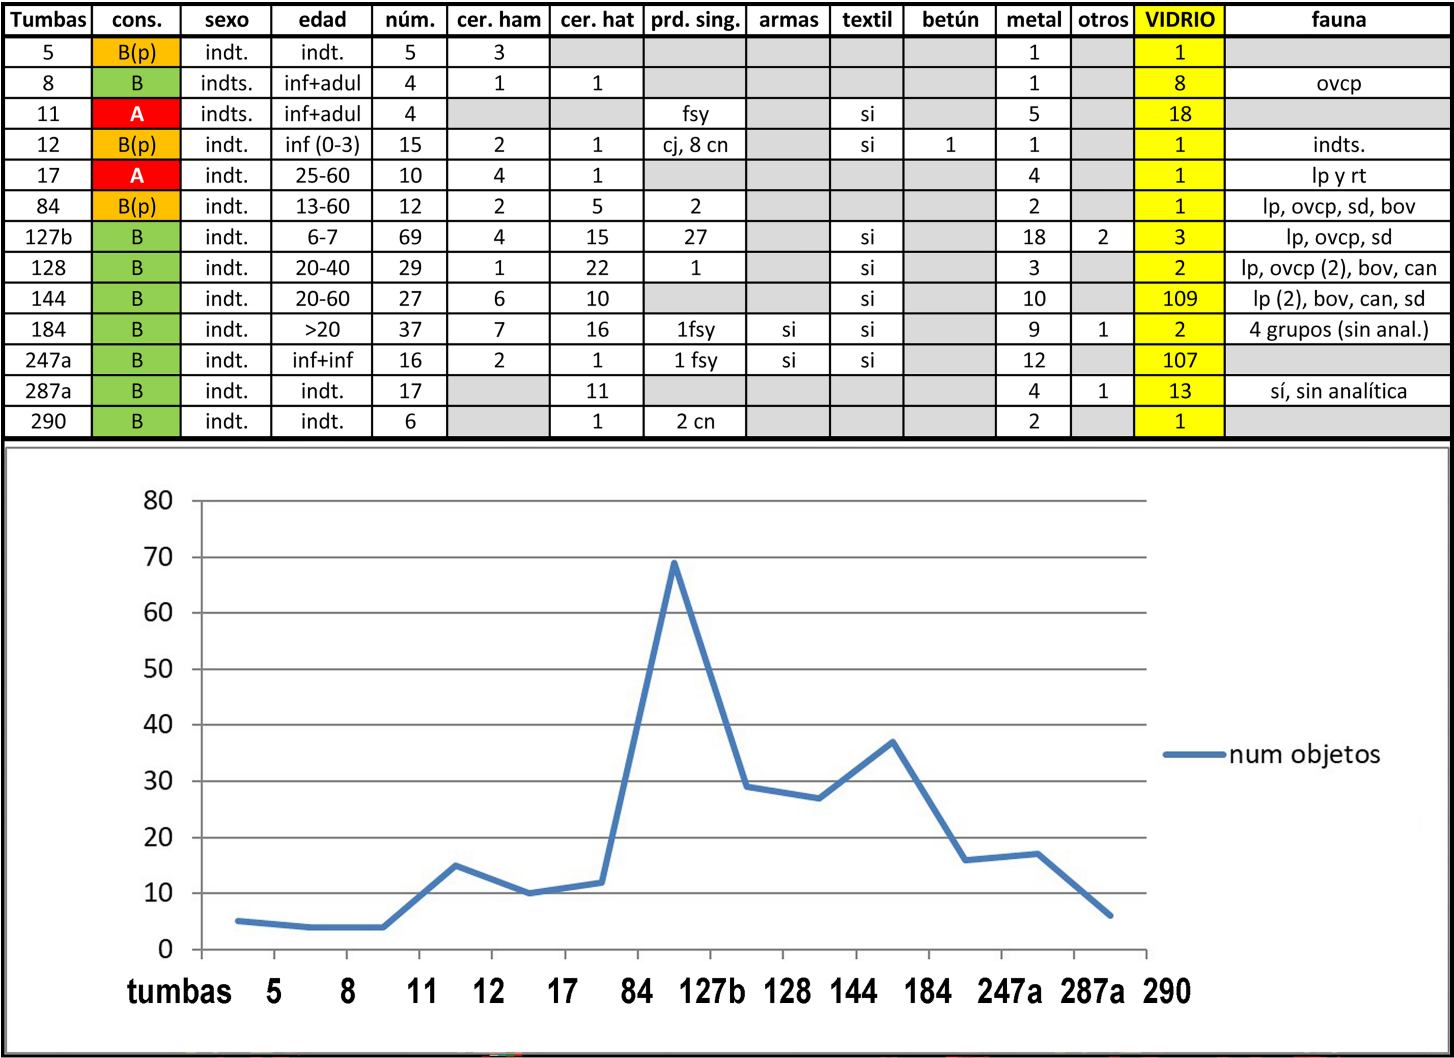 Tumbas cons. sexo edad núm. cer. ham cer. hat prd. sing. armas textil betún metal otros VIDRIO fauna
5 B(p) indt. indt. 5 3 1 1
8 B indts. inf+adul 4 1 1 1 8 ovcp
11 A indts. inf+adul 4 fsy si 5 18
12 B(p) indt. inf (0-3) 15 2 1 cj, 8 cn si 1 1 1 indts.
17 A indt. 25-60 10 4 1 4 1 lp y rt
84 B(p) indt. 13-60 12 2 5 2 2 1 lp, ovcp, sd, bov
127b B indt. 6-7 69 4 15 27 si 18 2 3 lp, ovcp, sd
128 B indt. 20-40 29 1 22 1 si 3 2 lp, ovcp (2), bov, can
144 B indt. 20-60 27 6 10 si 10 109 lp (2), bov, can, sd
184 B indt. >20 37 7 16 1fsy si si 9 1 2 4 grupos (sin anal.)
247a B indt. inf+inf 16 2 1 1 fsy si si 12 107
287a B indt. indt. 17 11 4 1 13 sí, sin analítica
290 B indt. indt. 6 1 2 cn 2 1
80
70
60
50
40
30
20
10
0
num objetos
tumbas 5 8 11 12 17 84 127b 128 144 184 247a 287a 290